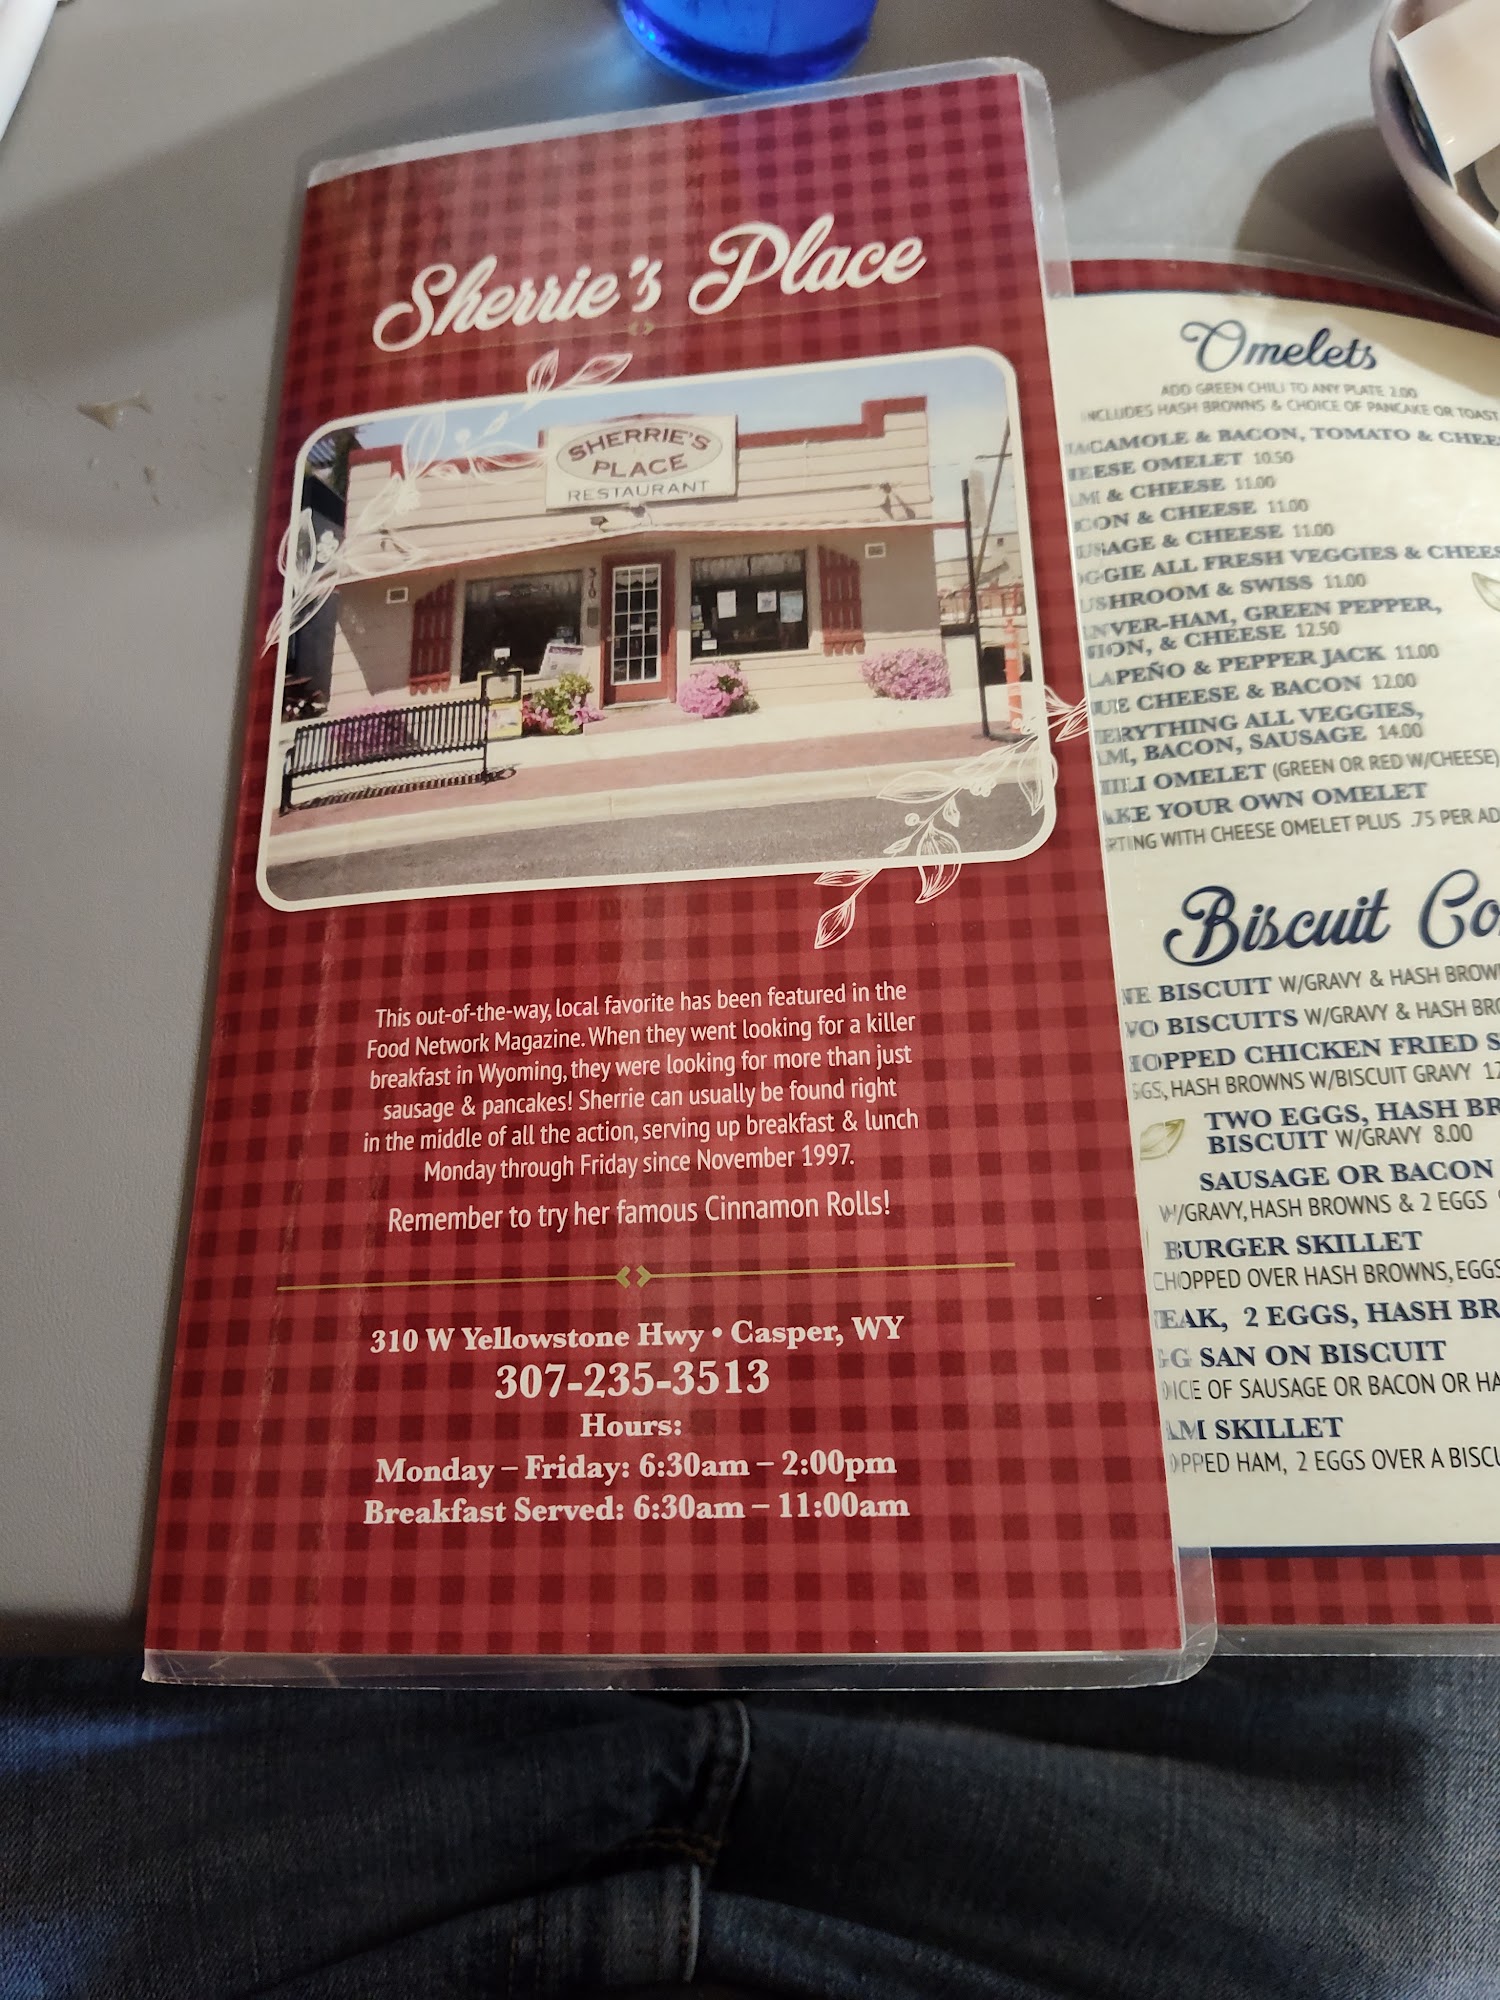 Sherrie's Place
SHERRIE'S
PLACE
RESTAURANT
310
This out-of-the-way, local favorite has been featured in the
Food Network Magazine. When they went looking for a killer
breakfast in Wyoming, they were looking for more than just
sausage & pancakes! Sherrie can usually be found right
in the middle of all the action, serving up breakfast & lunch
Monday through Friday since November 1997.
Remember to try her famous Cinnamon Rolls!
310 W Yellowstone Hwy • Casper, WY
307-235-3513
Hours:
Monday – Friday: 6:30am – 2:00pm
Breakfast Served: 6:30am – 11:00am
Omelets
ADD GREEN CHILI TO ANY PLATE 2.00
INCLUDES HASH BROWNS & CHOICE OF PANCAKE OR TOAST
& BACON, TOMATO &
OMELET 10.50
& CHEESE 11.00
& CHEESE 11.00
& CHEESE 11.00
ALL FRESH VEGGIES &
& SWISS 11.00
HAM, GREEN PEPPER,
& CHEESE 12.50
& PEPPER JACK 11.00
CHEESE & BACON 12.00
ALL VEGGIES,
BACON, SAUSAGE 14.00
OMELET (GREEN OR RED W/CHEESE)
YOUR OWN OMELET
WITH CHEESE OMELET PLUS .75 PER
Biscuit
BISCUIT W/GRAVY & HASH
BISCUITS W/GRAVY & HASH
CHICKEN FRIED
HASH BROWNS W/BISCUIT GRAVY
TWO EGGS, HASH
BISCUIT W/GRAVY 8.00
SAUSAGE OR BACON
W/GRAVY, HASH BROWNS & 2 EGGS
BURGER SKILLET
CHOPPED OVER HASH BROWNS, EGGS
2 EGGS, HASH
SAN ON BISCUIT
OF SAUSAGE OR BACON OR
SKILLET
HAM, 2 EGGS OVER A